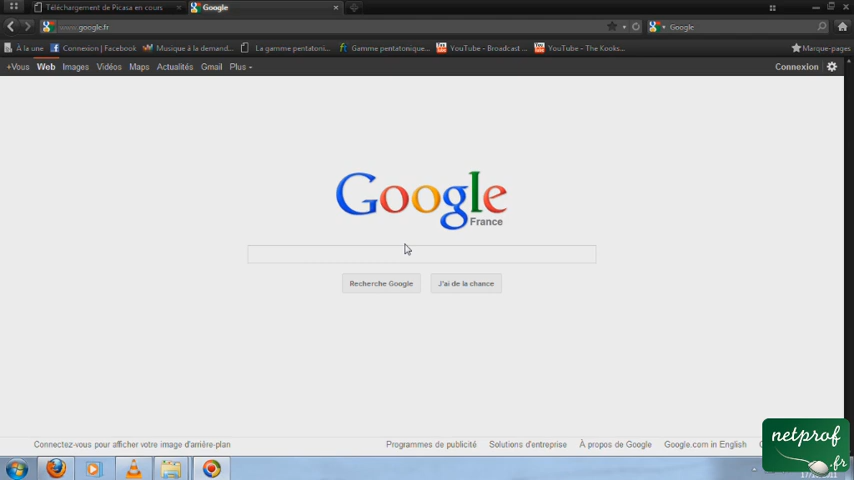 Téléchargement de Picasa en cours
Google
www.google.fr
Google
À la une
Connexion | Facebook
Musique à la demand...
La gamme pentatoni...
Gamme pentatonique...
YouTube - Broadcast ...
YouTube - The Kooks...
Marque-pages
+Vous Web Images Vidéos Maps Actualités Gmail Plus
Connexion
Google
France
Recherche Google
J'ai de la chance
Connectez-vous pour afficher votre image d'arrière-plan
Programmes de publicité
Solutions d'entreprise
À propos de Google
Google.com in English
netprof
.fr